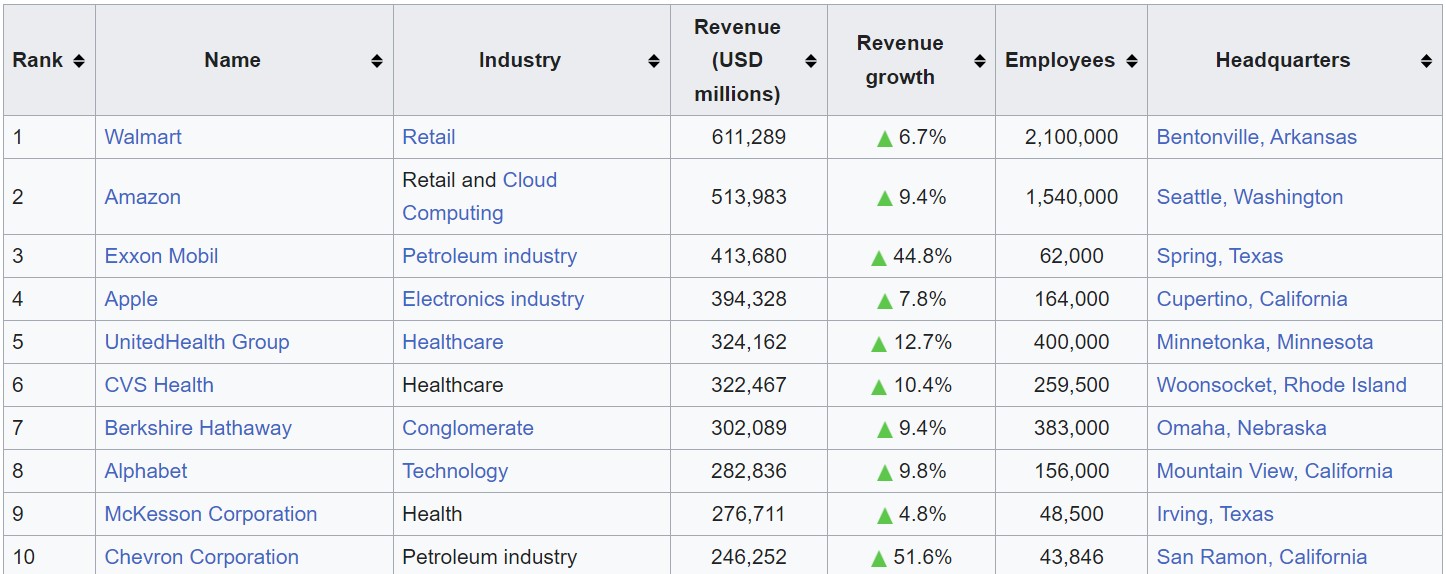 Rank Name Industry Revenue (USD millions) Revenue growth Employees Headquarters
1 Walmart Retail 611,289 ▲ 6.7% 2,100,000 Bentonville, Arkansas
2 Amazon Retail and Cloud Computing 513,983 ▲ 9.4% 1,540,000 Seattle, Washington
3 Exxon Mobil Petroleum industry 413,680 ▲ 44.8% 62,000 Spring, Texas
4 Apple Electronics industry 394,328 ▲ 7.8% 164,000 Cupertino, California
5 UnitedHealth Group Healthcare 324,162 ▲ 12.7% 400,000 Minnetonka, Minnesota
6 CVS Health Healthcare 322,467 ▲ 10.4% 259,500 Woonsocket, Rhode Island
7 Berkshire Hathaway Conglomerate 302,089 ▲ 9.4% 383,000 Omaha, Nebraska
8 Alphabet Technology 282,836 ▲ 9.8% 156,000 Mountain View, California
9 McKesson Corporation Health 276,711 ▲ 4.8% 48,500 Irving, Texas
10 Chevron Corporation Petroleum industry 246,252 ▲ 51.6% 43,846 San Ramon, California